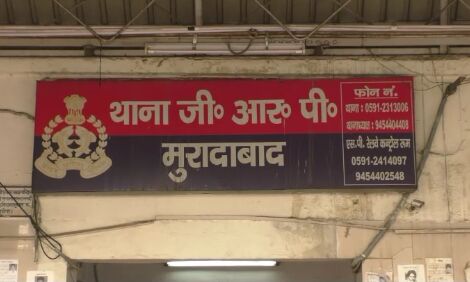 थाना जी॰ आर॰ पी॰
मुरादाबाद
फोन नं.
थाना : 0591-2313006
थानाध्यक्ष : 9454404408
एस.पी. रेलवे कन्ट्रोल रूम
0591-2414097
9454402548